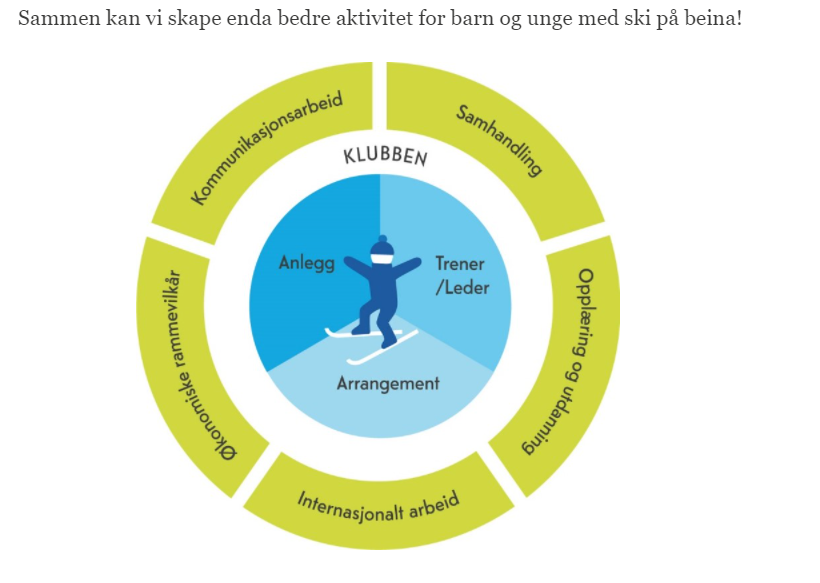 Sammen kan vi skape enda bedre aktivitet for barn og unge med ski på beina!
Kommunikasjonsarbeid
Samhandling
KLUBBEN
Anlegg
Trener
/Leder
Arrangement
Økonomiske rammevilkår
Opplæring og utdanning
Internasjonalt arbeid